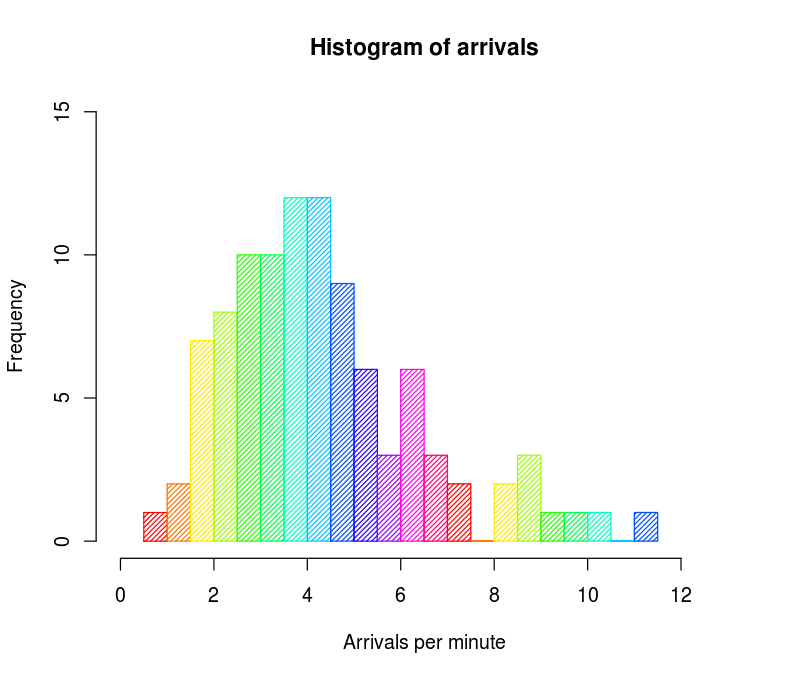 Histogram of arrivals
15
10
5
0
Frequency
0 2 4 6 8 10 12
Arrivals per minute